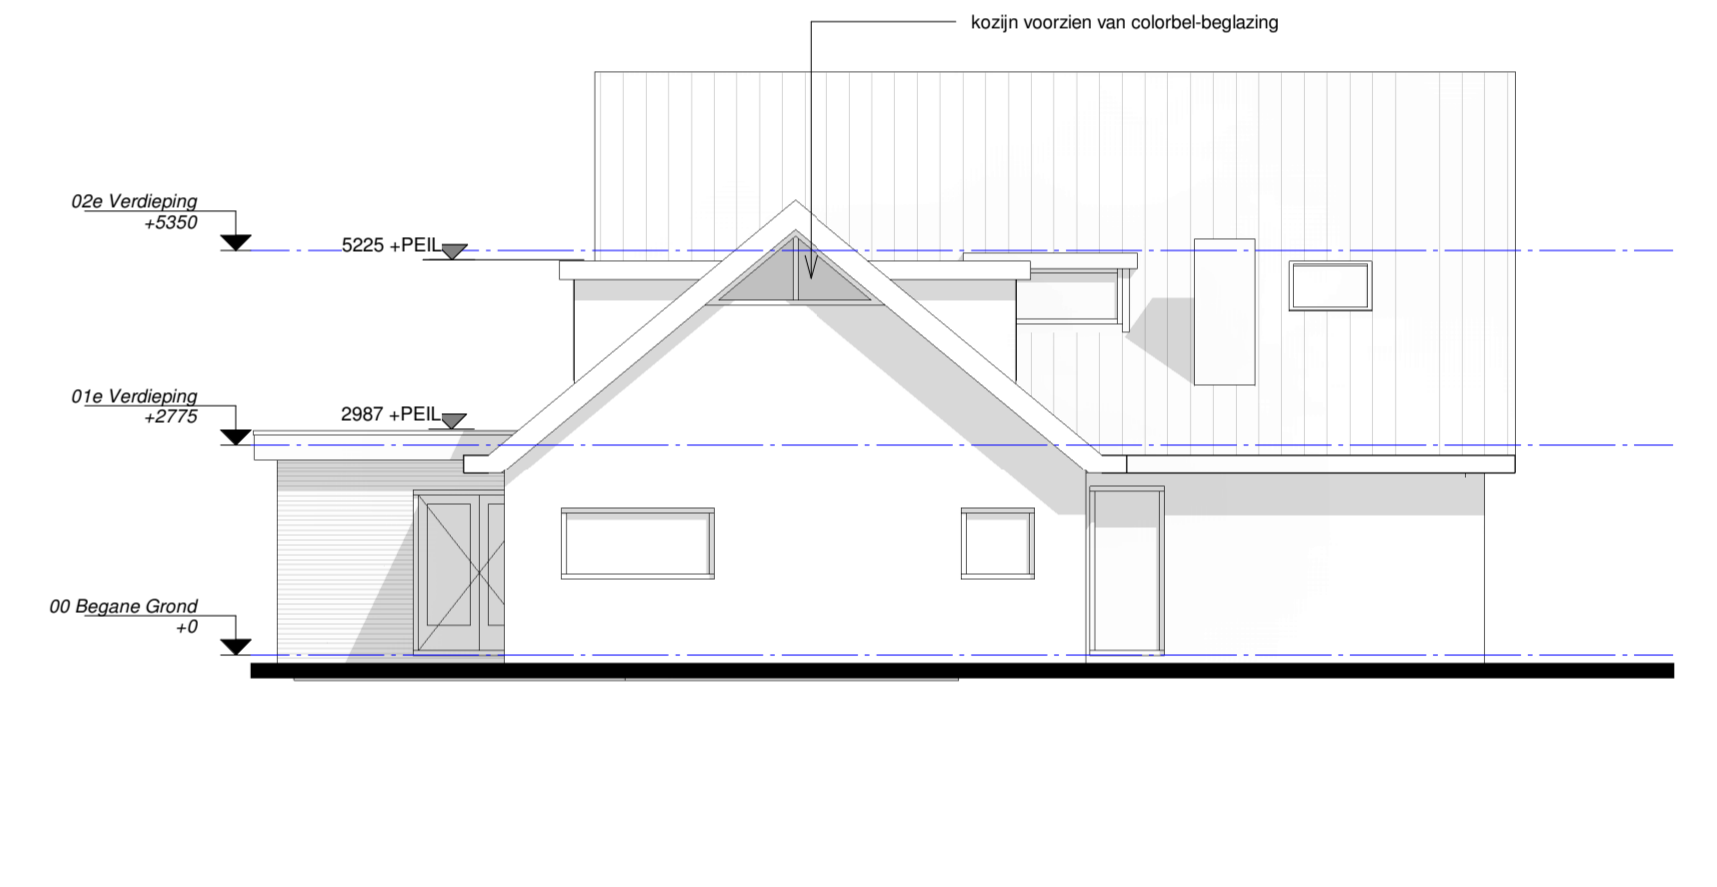 kozijn voorzien van colorbel-beglazing
02e Verdieping
+5350
5225 +PEIL
01e Verdieping
+2775
2987 +PEIL
00 Begane Grond
+0